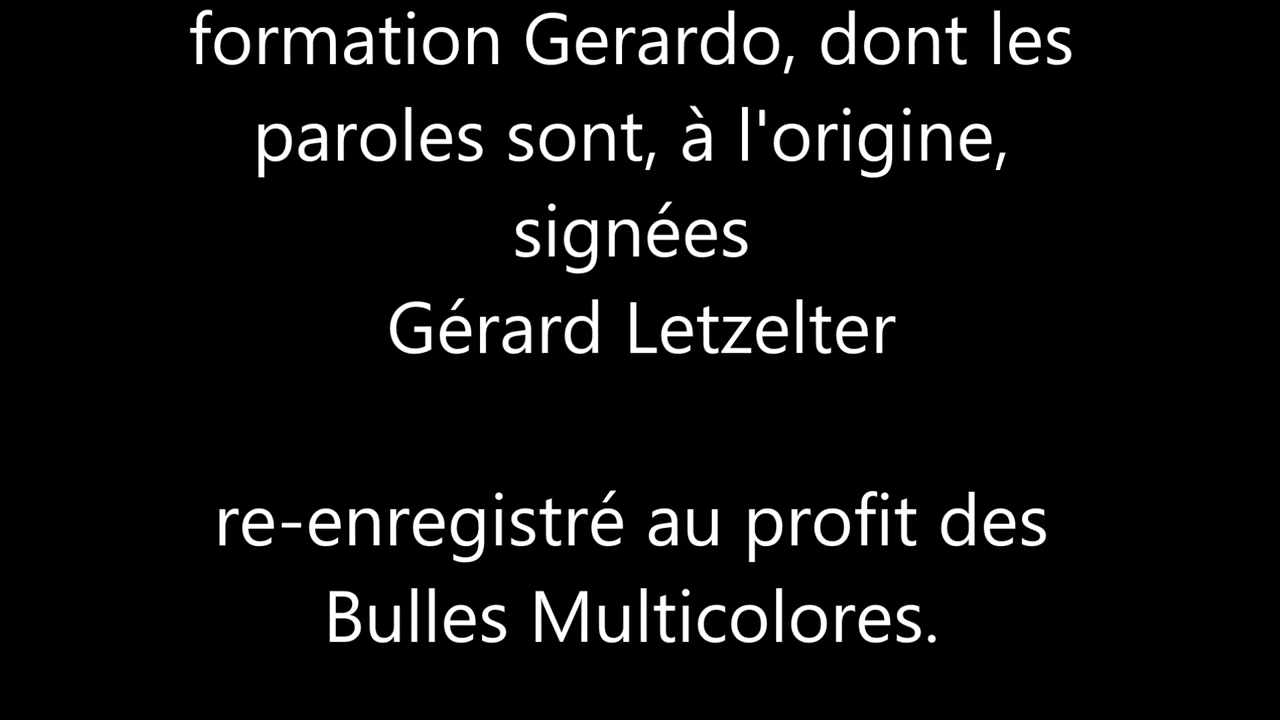 formation Gerardo, dont les
paroles sont, à l'origine,
signées
Gérard Letzelter
re-enregistré au profit des
Bulles Multicolores.